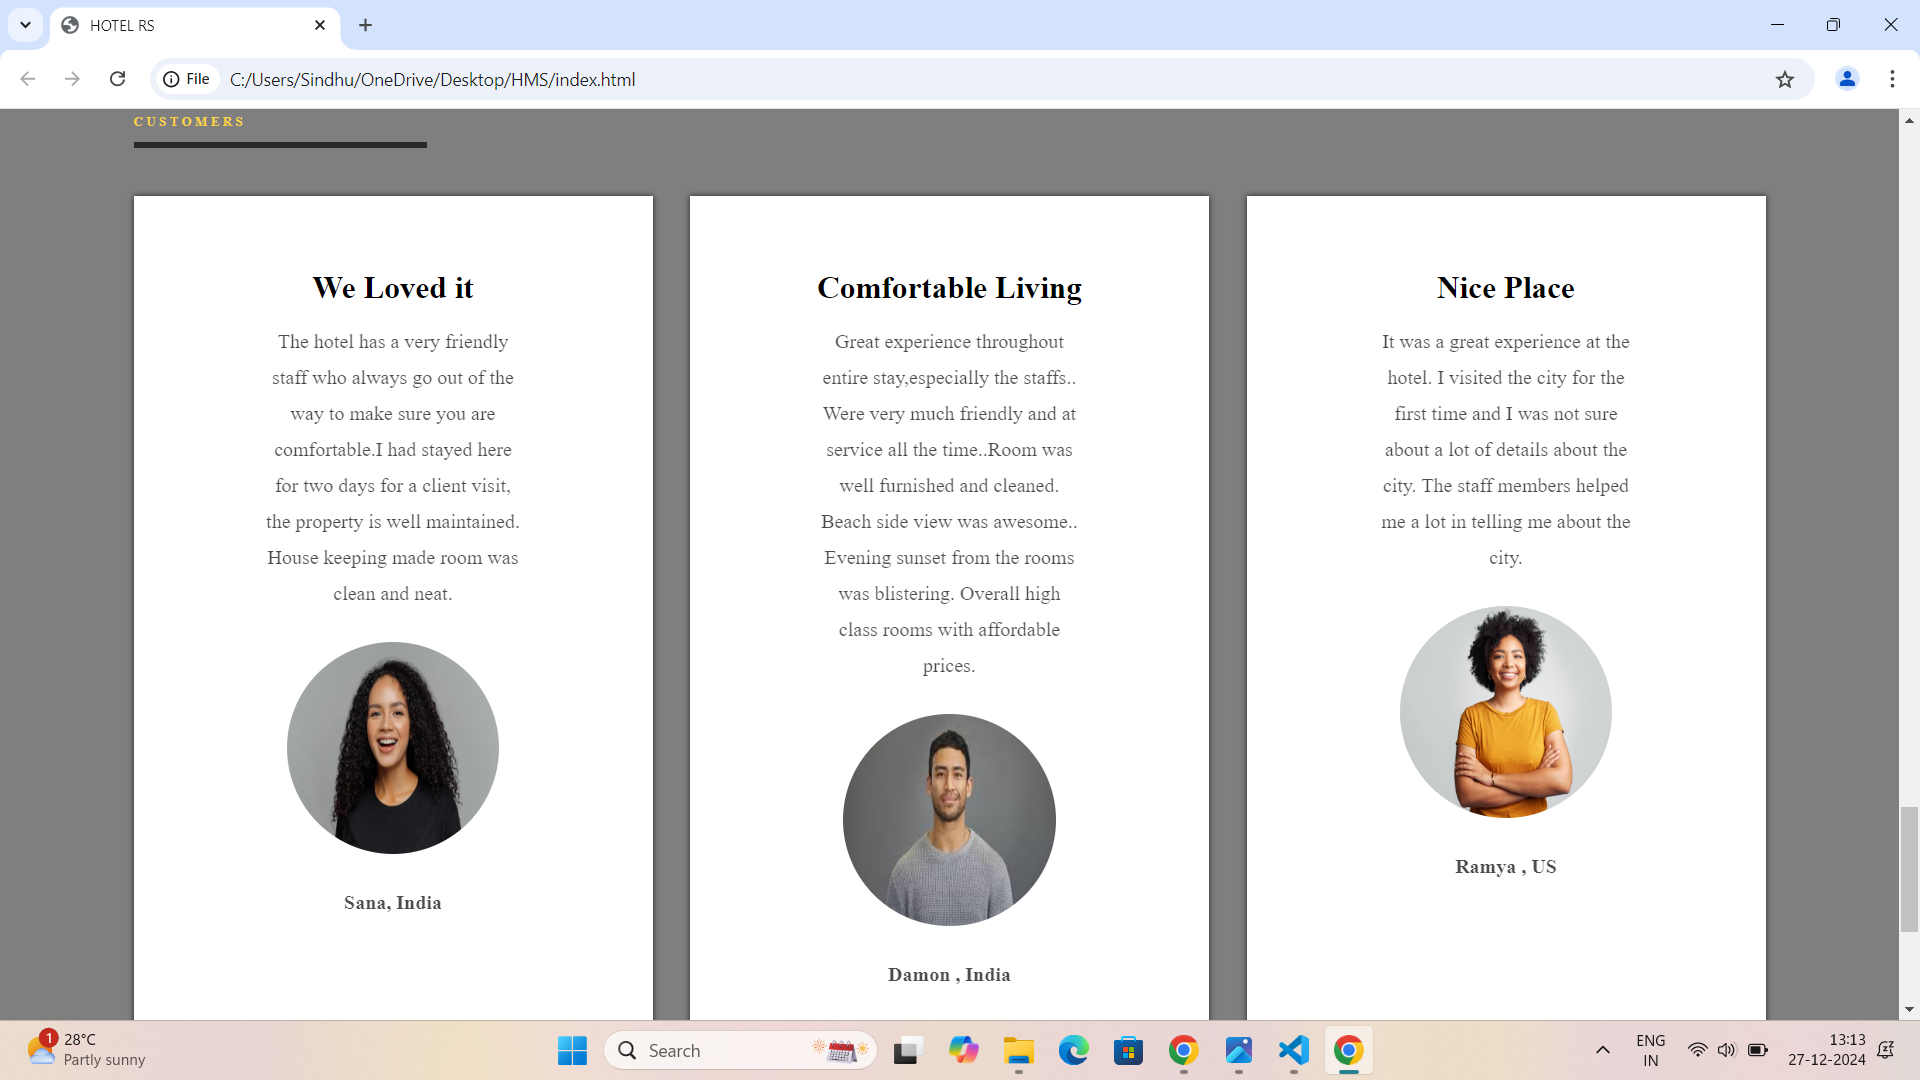 HOTEL RS
File
C:/Users/Sindhu/OneDrive/Desktop/HMS/index.html
CUSTOMERS
We Loved it
The hotel has a very friendly
staff who always go out of the
way to make sure you are
comfortable.I had stayed here
for two days for a client visit,
the property is well maintained.
House keeping made room was
clean and neat.
Sana, India
Comfortable Living
Great experience throughout
entire stay,especially the staffs..
Were very much friendly and at
service all the time..Room was
well furnished and cleaned.
Beach side view was awesome..
Evening sunset from the rooms
was blistering. Overall high
class rooms with affordable
prices.
Damon , India
Nice Place
It was a great experience at the
hotel. I visited the city for the
first time and I was not sure
about a lot of details about the
city. The staff members helped
me a lot in telling me about the
city.
Ramya , US
1
28°C
Partly sunny
Search
ENG
IN
13:13
27-12-2024